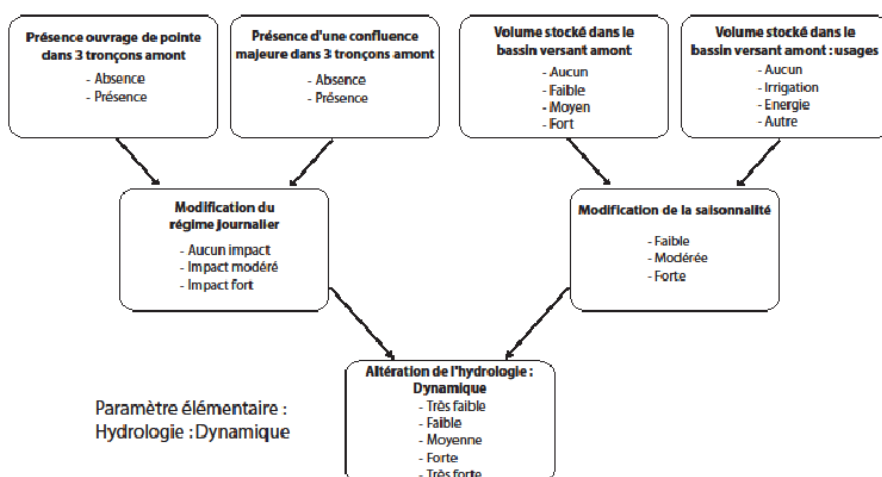 Présence ouvrage de pointe
dans 3 tronçons amont
- Absence
- Présence
Présence d'une confluence
majeure dans 3 tronçons amont
- Absence
- Présence
Volume stocké dans le
bassin versant amont
- Aucun
- Faible
- Moyen
- Fort
Volume stocké dans le
bassin versant amont : usages
- Aucun
- Irrigation
- Energie
- Autre
Modification du
régime journalier
- Aucun impact
- Impact modéré
- Impact fort
Modification de la saisonnalité
- Faible
- Modérée
- Forte
Altération de l'hydrologie :
Dynamique
- Très faible
- Faible
- Moyenne
- Forte
- Très forte
Paramètre élémentaire :
Hydrologie : Dynamique